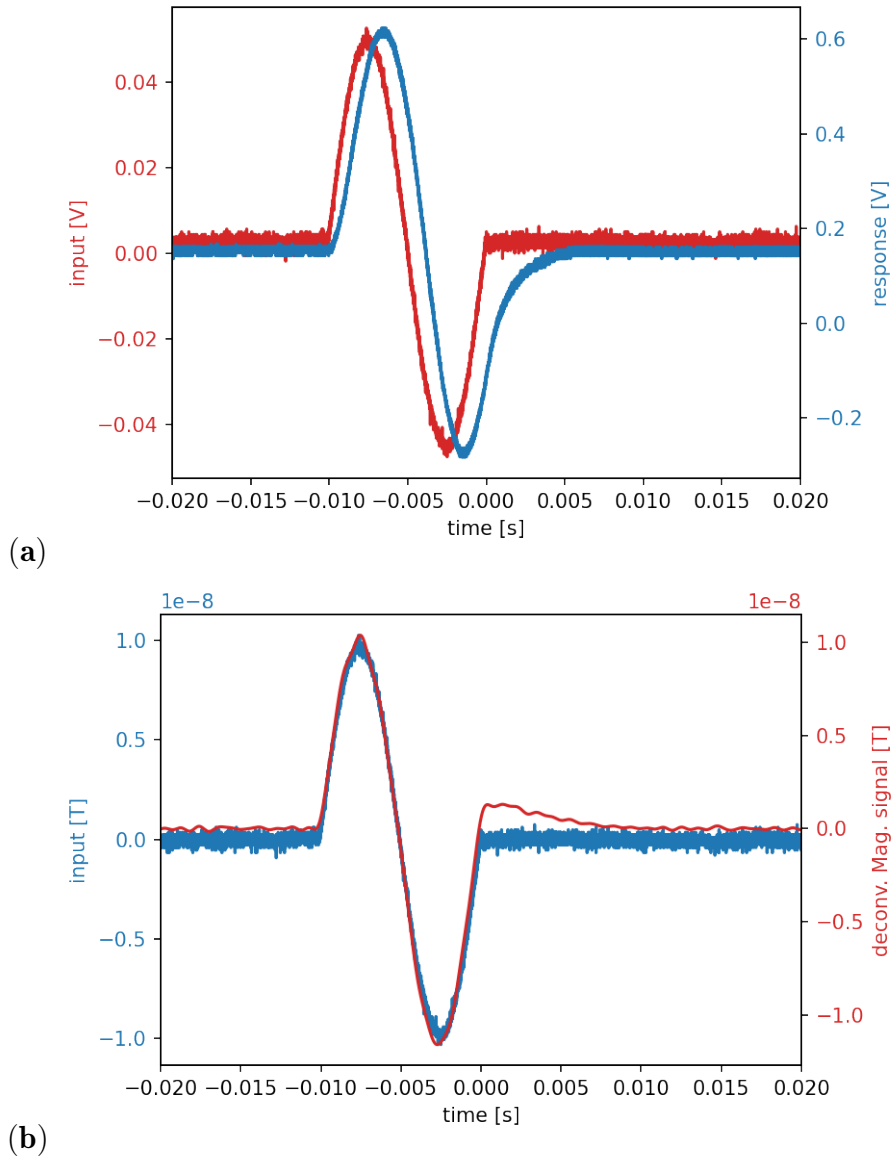 0.04
0.02
0.00
−0.02
−0.04
input [V]
0.6
0.4
0.2
0.0
−0.2
response [V]
−0.020 −0.015 −0.010 −0.005 0.000 0.005 0.010 0.015 0.020
time [s]
(a)
1e−8
1e−8
1.0
0.5
0.0
−0.5
−1.0
input [T]
1.0
0.5
0.0
−0.5
−1.0
deconv. Mag. signal [T]
−0.020 −0.015 −0.010 −0.005 0.000 0.005 0.010 0.015 0.020
time [s]
(b)